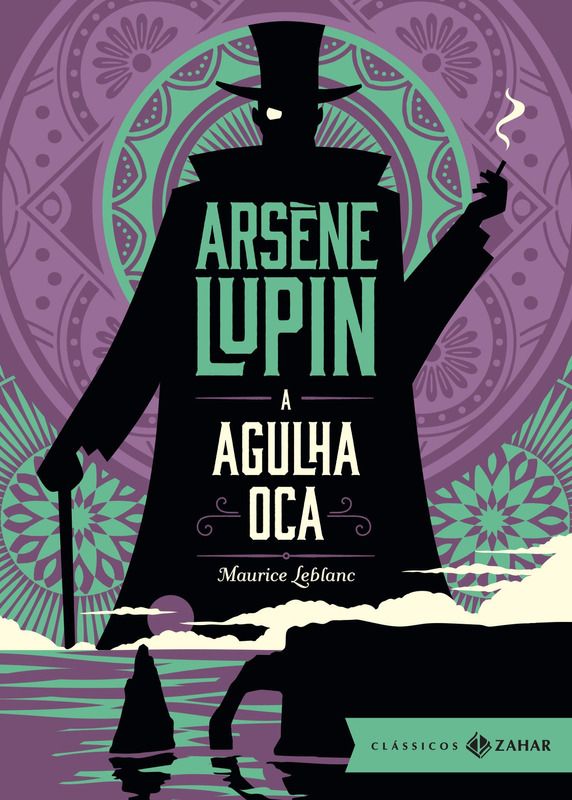 ARSÈNE
LUPIN
A
AGULHA
OCA
Maurice Leblanc
CLÁSSICOS ZAHAR